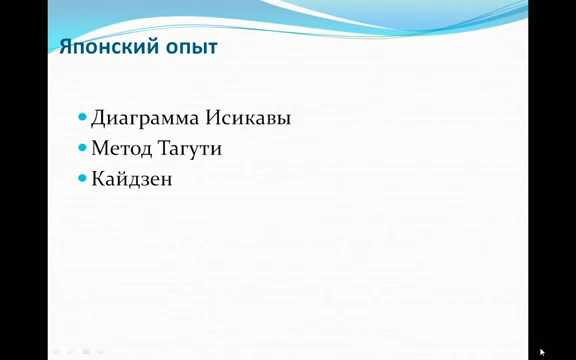 Японский опыт
Диаграмма Исикавы
Метод Тагути
Кайдзен